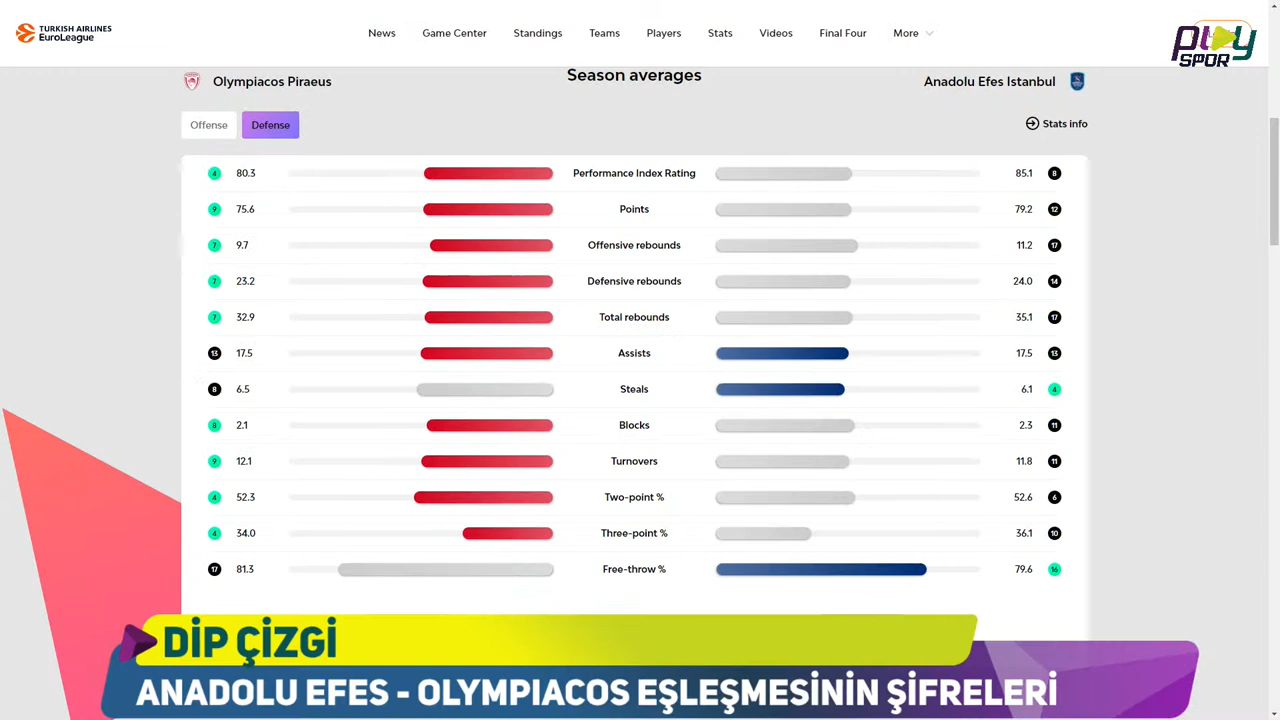 TURKISH AIRLINES
EuroLeague
News Game Center Standings Teams Players Stats Videos Final Four More
play
SPOR
Olympiacos Piraeus Season averages Anadolu Efes Istanbul
Offense Defense Stats info
4 80.3 Performance Index Rating 85.1 8
9 75.6 Points 79.2 12
7 9.7 Offensive rebounds 11.2 17
7 23.2 Defensive rebounds 24.0 14
7 32.9 Total rebounds 35.1 17
13 17.5 Assists 17.5 13
8 6.5 Steals 6.1 4
8 2.1 Blocks 2.3 11
9 12.1 Turnovers 11.8 11
4 52.3 Two-point % 52.6 6
4 34.0 Three-point % 36.1 10
17 81.3 Free-throw % 79.6 16
DİP ÇİZGİ
ANADOLU EFES - OLYMPIACOS EŞLEŞMESİNİN ŞİFRELERİ